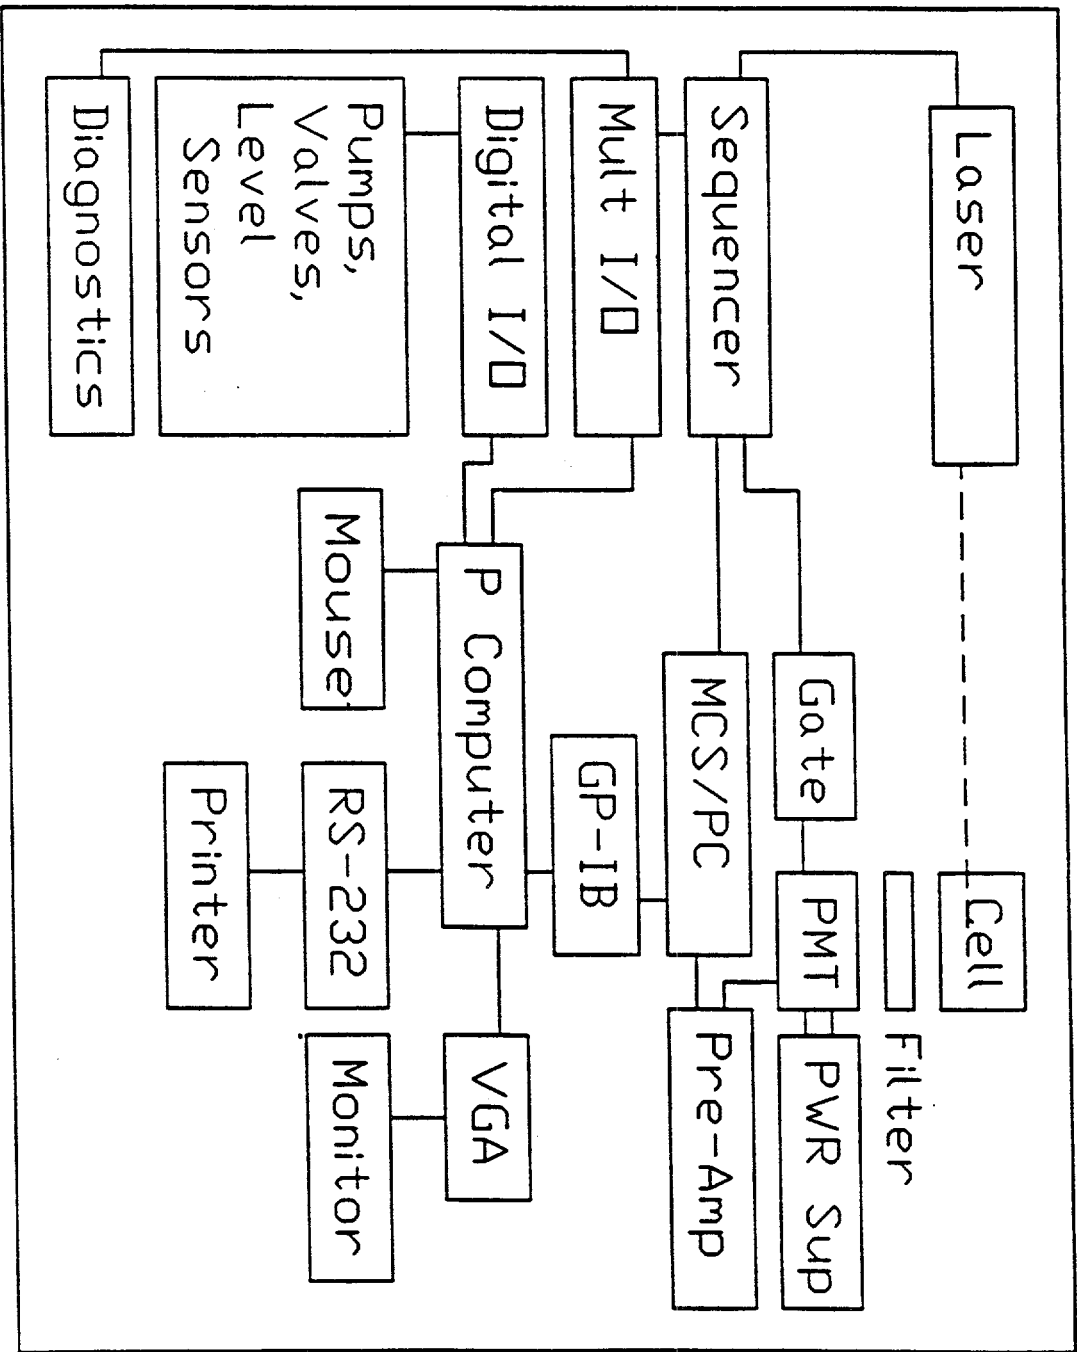 Laser
Cell
Filter
Gate
PMT
PWR Sup
Sequencer
MCS/PC
Pre-Amp
Mult I/O
GP-IB
Digital I/O
P Computer
VGA
Pumps,
Valves,
Level
Sensors
Mouse
RS-232
Monitor
Printer
Diagnostics